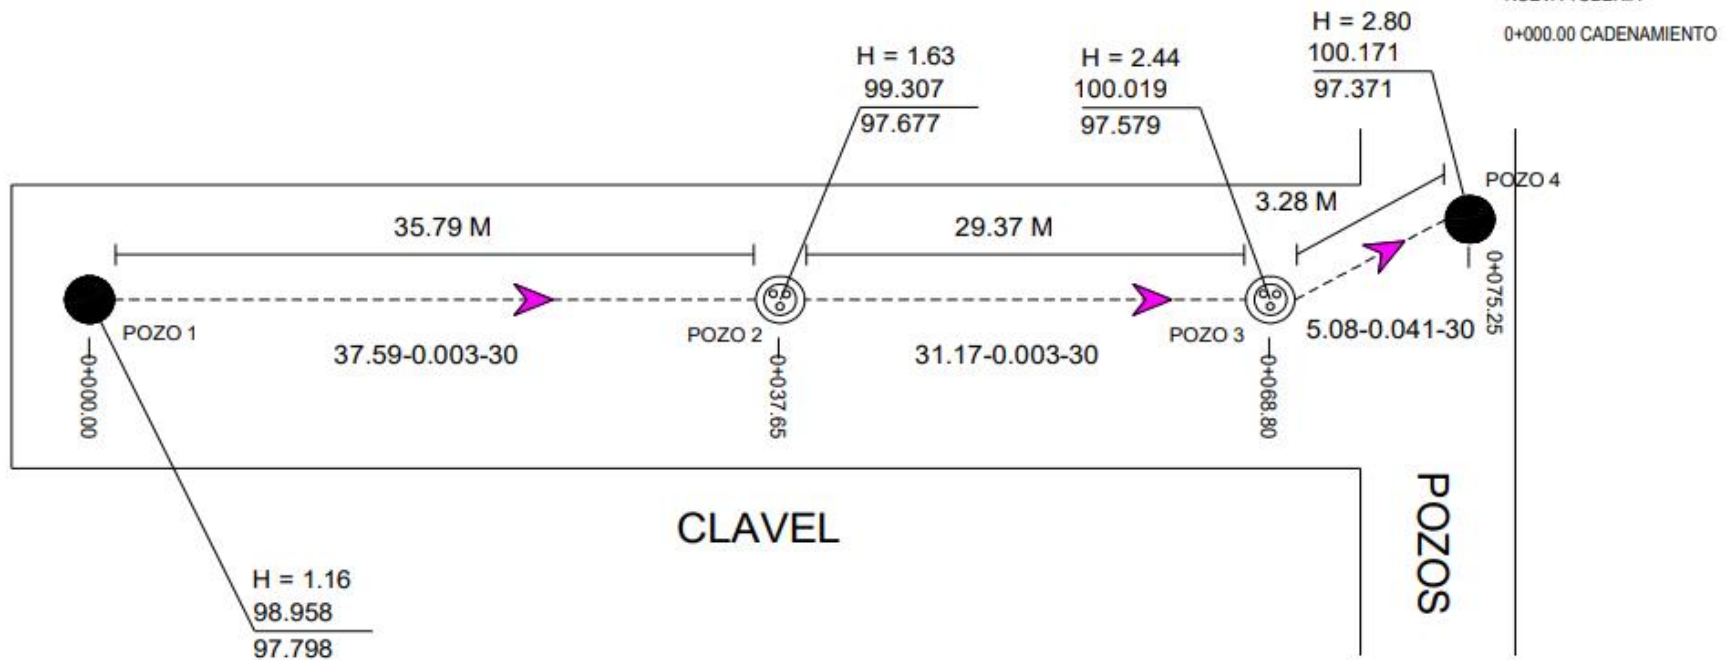 H = 2.80
100.171
97.371
0+000.00 CADENAMIENTO
H = 1.63
99.307
97.677
H = 2.44
100.019
97.579
POZO 4
35.79 M
29.37 M
3.28 M
0+075.25
POZO 1
POZO 2
POZO 3
37.59-0.003-30
31.17-0.003-30
5.08-0.041-30
0+000.00
0+037.65
0+068.80
CLAVEL
POZOS
H = 1.16
98.958
97.798